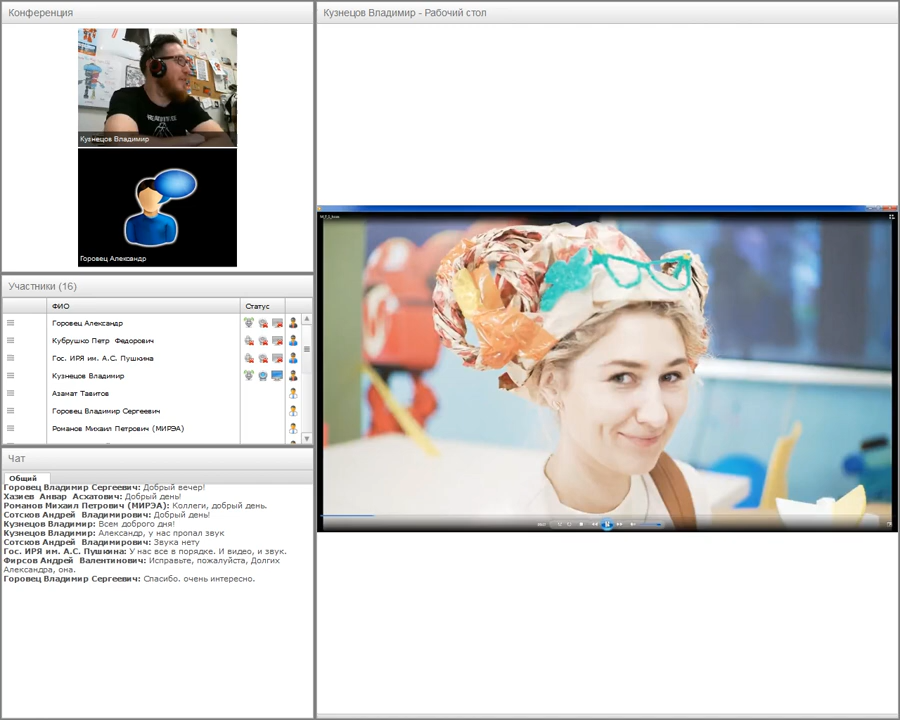 Конференция
Кузнецов Владимир
Горовец Александр
Участники (16)
ФИО Статус
Горовец Александр
Кубрушко Петр Федорович
Гос. ИРЯ им. А.С. Пушкина
Кузнецов Владимир
Азамат Тавитов
Горовец Владимир Сергеевич
Романов Михаил Петрович (МИРЭА)
Чат
Общий
Горовец Владимир Сергеевич: Добрый вечер!
Хазиев Анвар Асхатович: Добрый день!
Романов Михаил Петрович (МИРЭА): Коллеги, добрый день.
Сотсков Андрей Владимирович: Добрый день!
Кузнецов Владимир: Всем доброго дня!
Кузнецов Владимир: Александр, у нас пропал звук
Сотсков Андрей Владимирович: Звука нету
Гос. ИРЯ им. А.С. Пушкина: У нас все в порядке. И видео, и звук.
Фирсов Андрей Валентинович: Исправьте, пожалуйста, Долгих
Александра, она.
Горовец Владимир Сергеевич: Спасибо. очень интересно.
Кузнецов Владимир - Рабочий стол